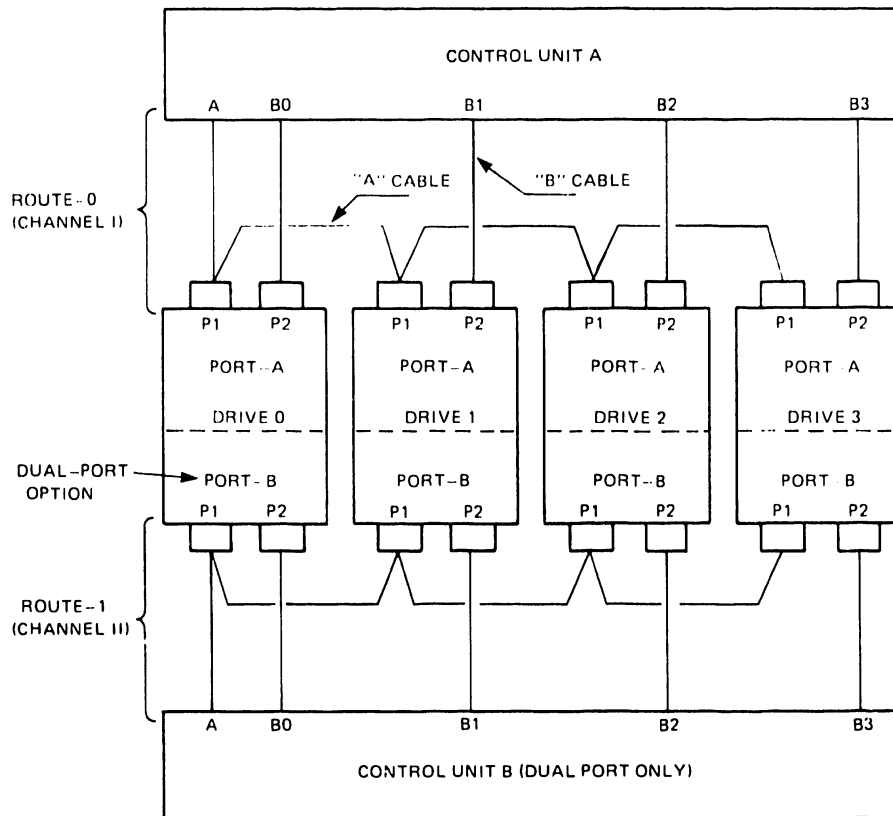 CONTROL UNIT A
A B0 B1 B2 B3
"A" CABLE
"B" CABLE
ROUTE-0
(CHANNEL I)
P1 P2 P1 P2 P1 P2 P1 P2
PORT-A PORT-A PORT-A PORT-A
DRIVE 0 DRIVE 1 DRIVE 2 DRIVE 3
DUAL-PORT
OPTION
PORT-B PORT-B PORT-B PORT B
P1 P2 P1 P2 P1 P2 P1 P2
ROUTE-1
(CHANNEL II)
A B0 B1 B2 B3
CONTROL UNIT B (DUAL PORT ONLY)